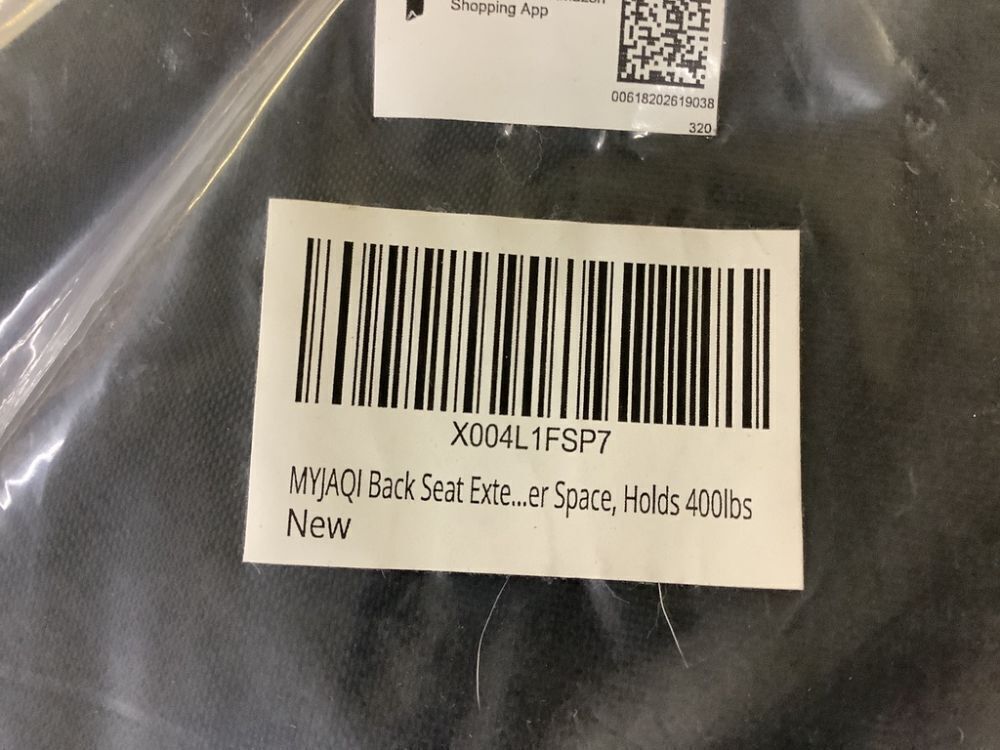 Shopping App
00618202619038
320
X004L1FSP7
MYJAQI Back Seat Exte...er Space, Holds 400lbs
New